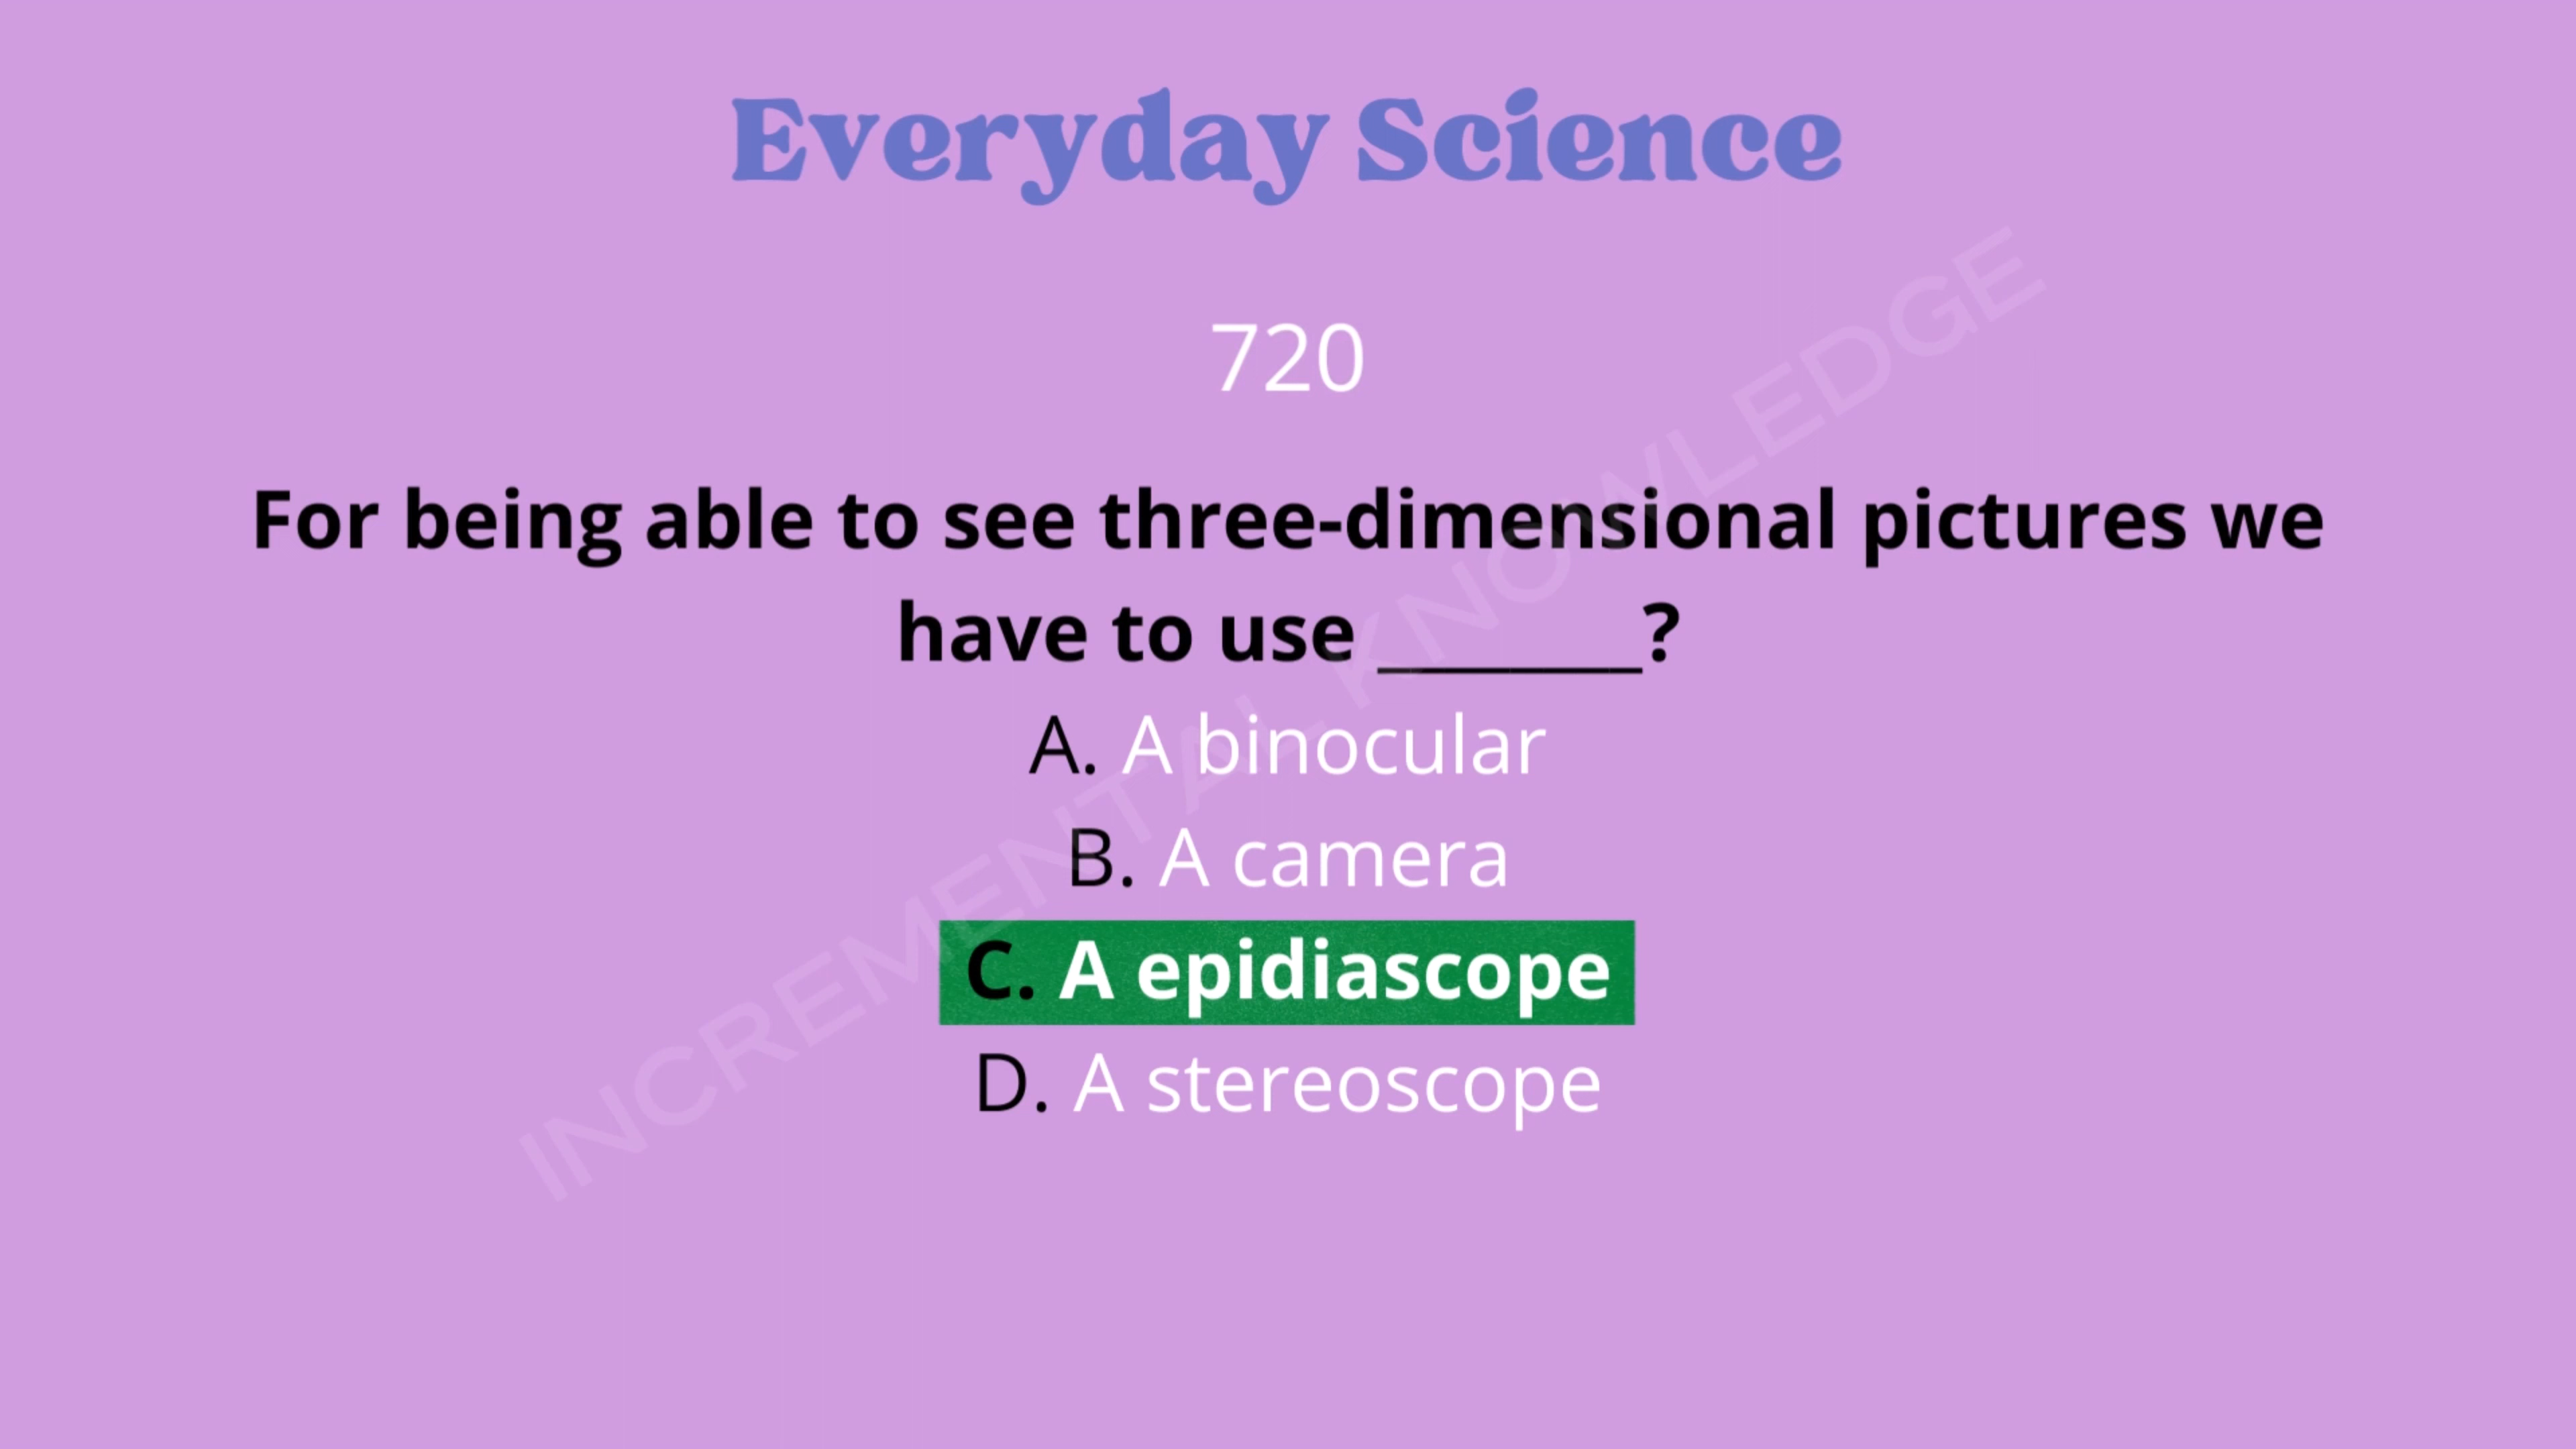 Everyday Science
720
For being able to see three-dimensional pictures we
have to use ________?
A. A binocular
B. A camera
C. A epidiascope
D. A stereoscope
INCREMENTAL KNOWLEDGE